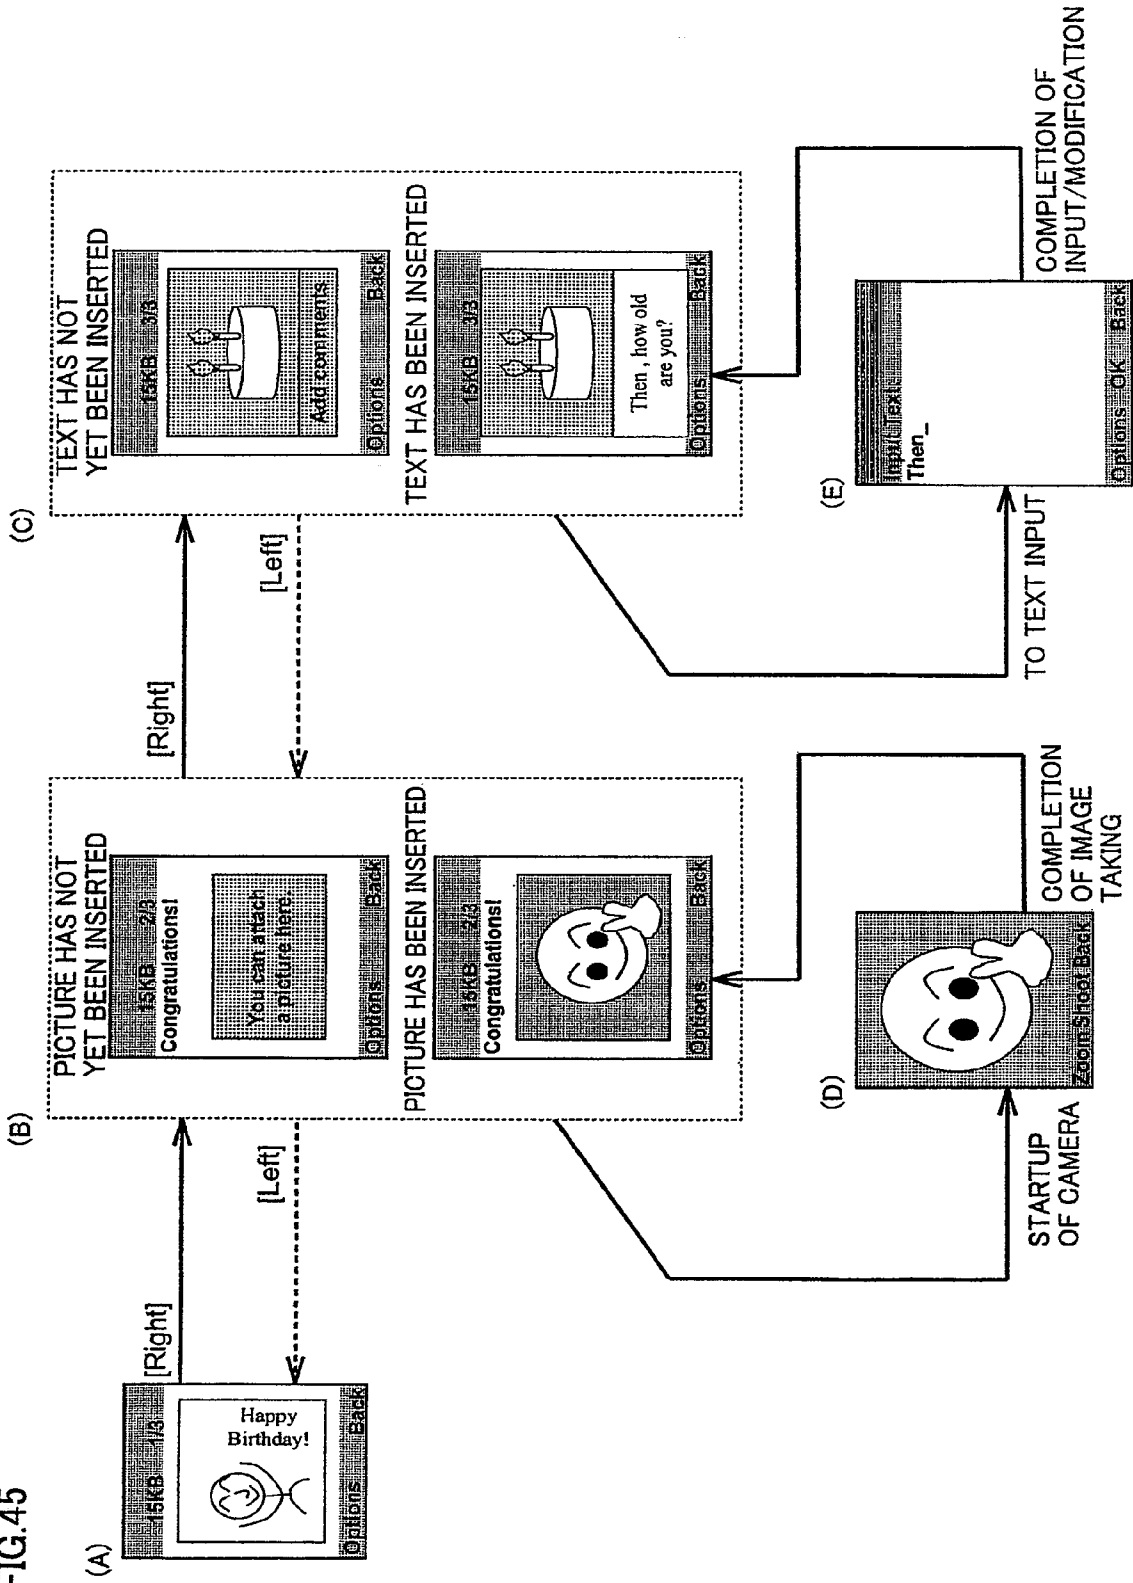 FIG.45
(A)
15KB 1/3
Happy
Birthday!
Options Back
[Right]
[Left]
(B)
PICTURE HAS NOT
YET BEEN INSERTED
15KB 2/3
Congratulations!
You can attach
a picture here.
Options Back
PICTURE HAS BEEN INSERTED
15KB 2/3
Congratulations!
Options Back
[Right]
[Left]
(C)
TEXT HAS NOT
YET BEEN INSERTED
15KB 3/3
Add comments
Options Back
TEXT HAS BEEN INSERTED
15KB 3/3
Then , how old
are you?
Options Back
STARTUP
OF CAMERA
(D)
Zoom Shoot Back
COMPLETION
OF IMAGE
TAKING
TO TEXT INPUT
(E)
Input Text
Then_
Options OK Back
COMPLETION OF
INPUT/MODIFICATION